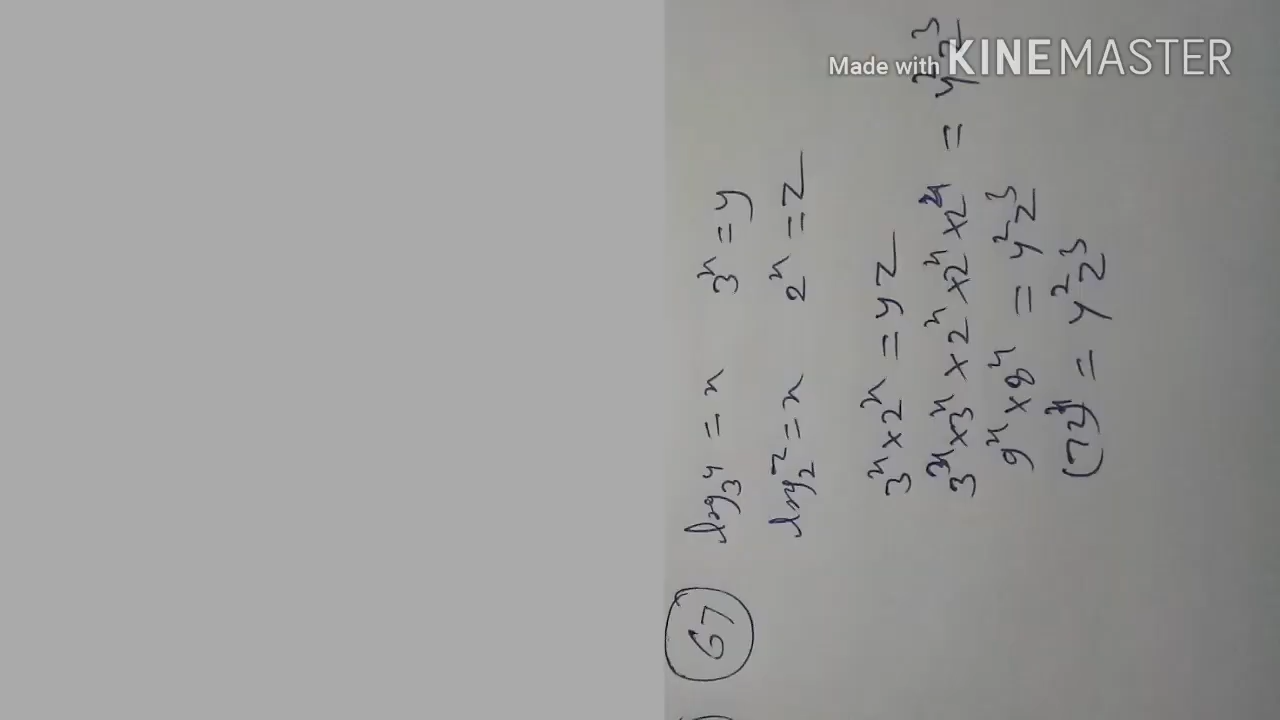 Made with KINEMASTER
67
log₃y = x 3ˣ = y
log₂z = x 2ˣ = z
3ˣ × 2ˣ = yz
3ˣ × 3ˣ × 2ˣ × 2ˣ × 2ˣ = y²z³
9ˣ × 8ˣ = y²z³
(72)ˣ = y²z³